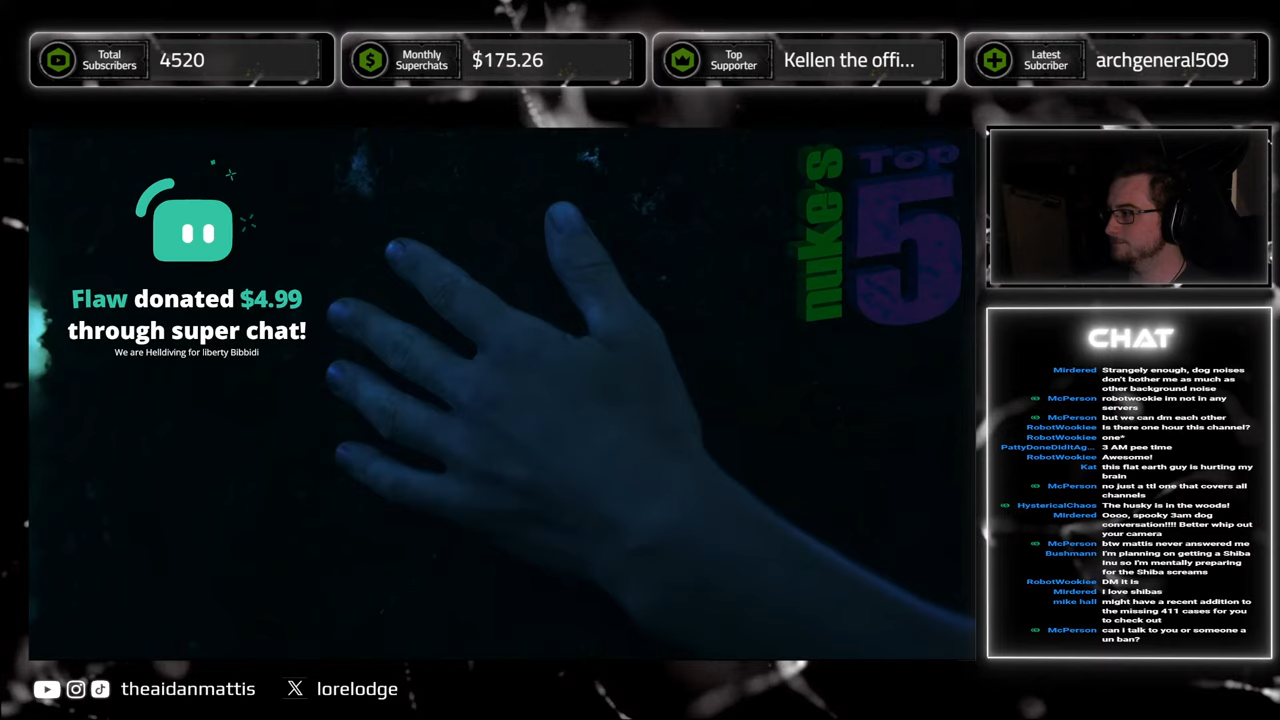 Total
Subscribers
4520
Monthly
Superchats
$175.26
Top
Supporter
Kellen the offi...
Latest
Subcriber
archgeneral509
nuke's
Top
5
Flaw donated $4.99
through super chat!
We are Helldiving for liberty Bibbidi
CHAT
Mirdered Strangely enough, dog noises
don't bother me as much as
other background noise
McPerson robotwookie im not in any
servers
McPerson but we can dm each other
RobotWookiee Is there one hour this channel?
RobotWookiee one*
PattyDoneDidItAg... 3 AM pee time
RobotWookiee Awesome!
Kat this flat earth guy is hurting my
brain
McPerson no just a ttl one that covers all
channels
HystericalChaos The husky is in the woods!
Mirdered Oooo, spooky 3am dog
conversation!!!! Better whip out
your camera
McPerson btw mattis never answered me
Bushmann I'm planning on getting a Shiba
Inu so I'm mentally preparing
for the Shiba screams
RobotWookiee DM it is
Mirdered I love shibas
mike hall might have a recent addition to
the missing 411 cases for you
to check out
McPerson can i talk to you or someone a
un ban?
theaidanmattis
lorelodge